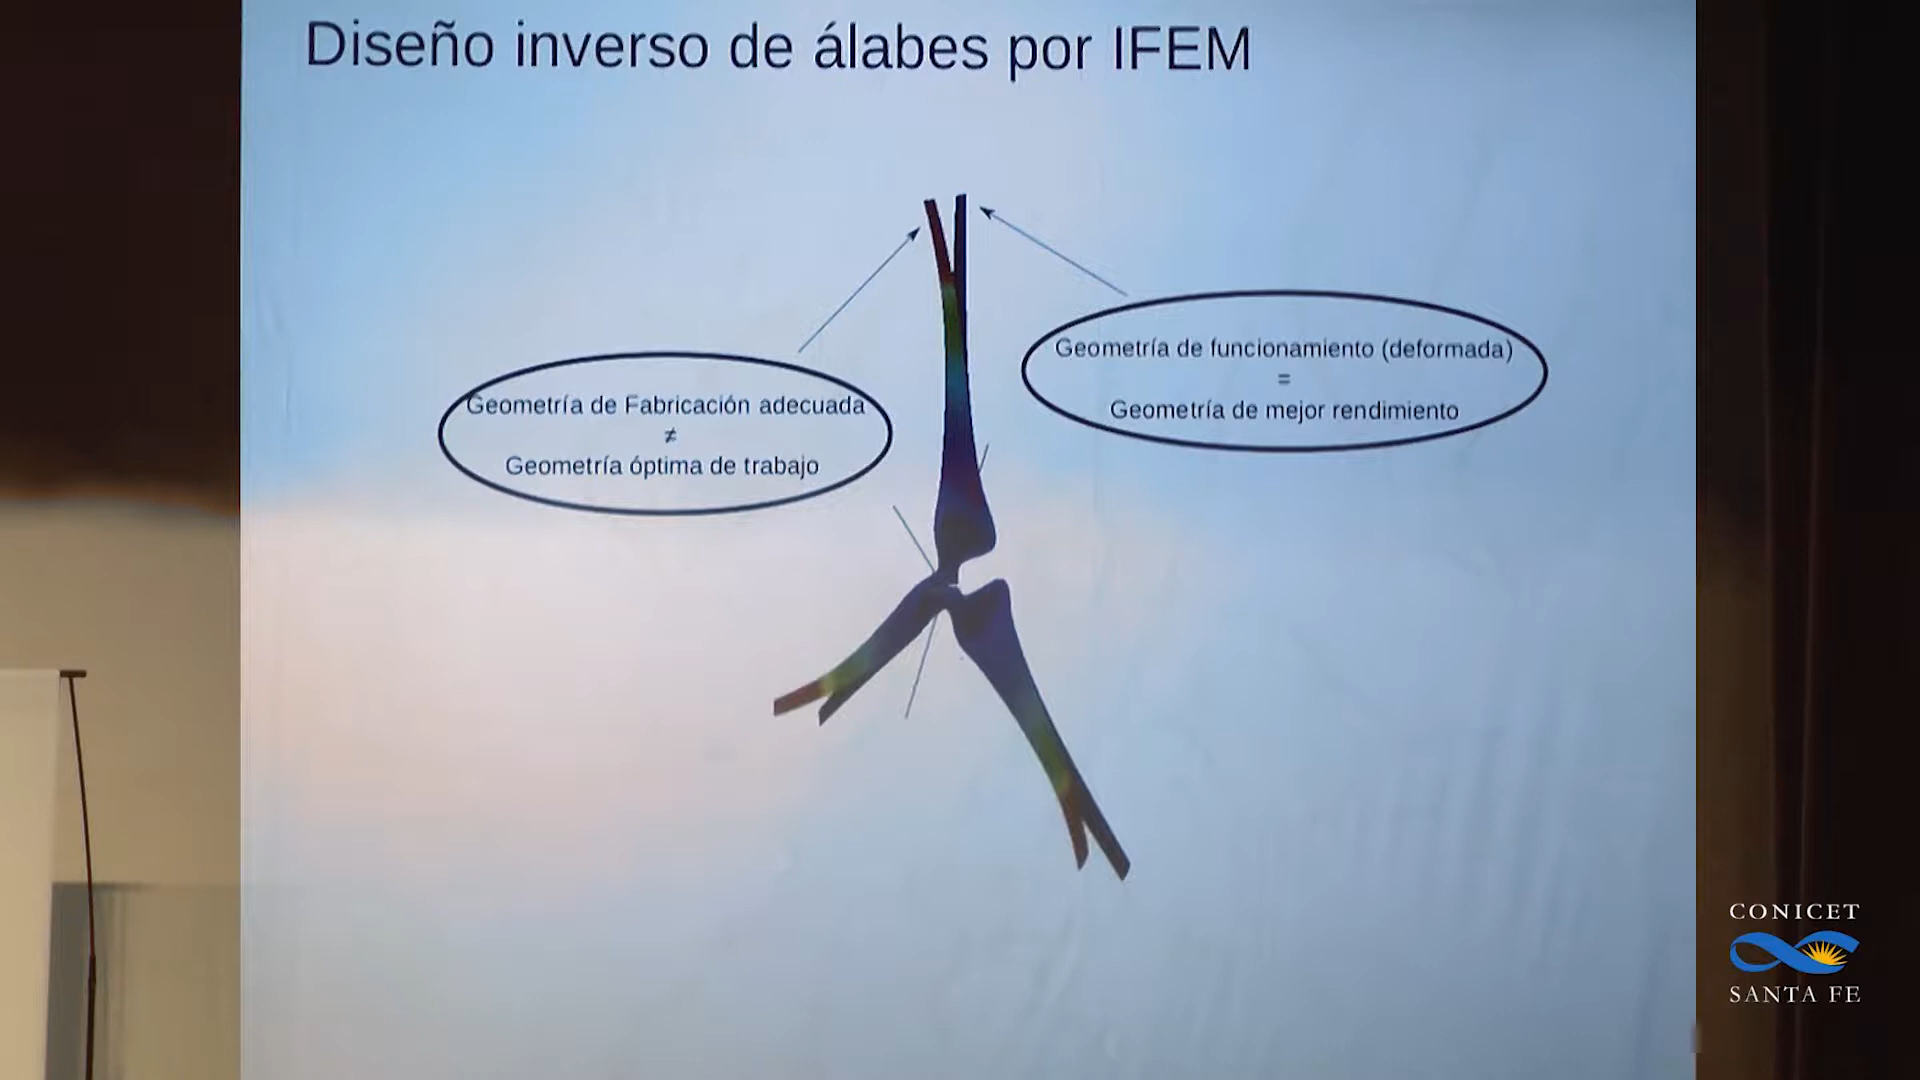 Diseño inverso de álabes por IFEM
Geometría de funcionamiento (deformada)
=
Geometría de mejor rendimiento
Geometría de Fabricación adecuada
≠
Geometría óptima de trabajo
CONICET
SANTA FE